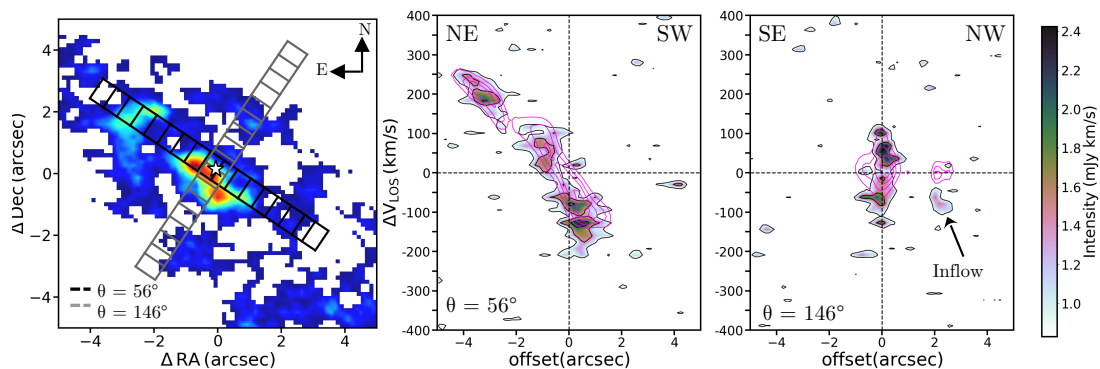 4
2
0
−2
−4
Δ Dec (arcsec)
N
E
θ = 56°
θ = 146°
−4 −2 0 2 4
Δ RA (arcsec)
NE SW
400
300
200
100
0
-100
-200
-300
-400
ΔV_LOS (km/s)
θ = 56°
−4 −2 0 2 4
offset(arcsec)
SE NW
400
300
200
100
0
-100
-200
-300
-400
Inflow
θ = 146°
−4 −2 0 2 4
offset(arcsec)
2.4
2.2
2.0
1.8
1.6
1.4
1.2
1.0
Intensity (mJy km/s)